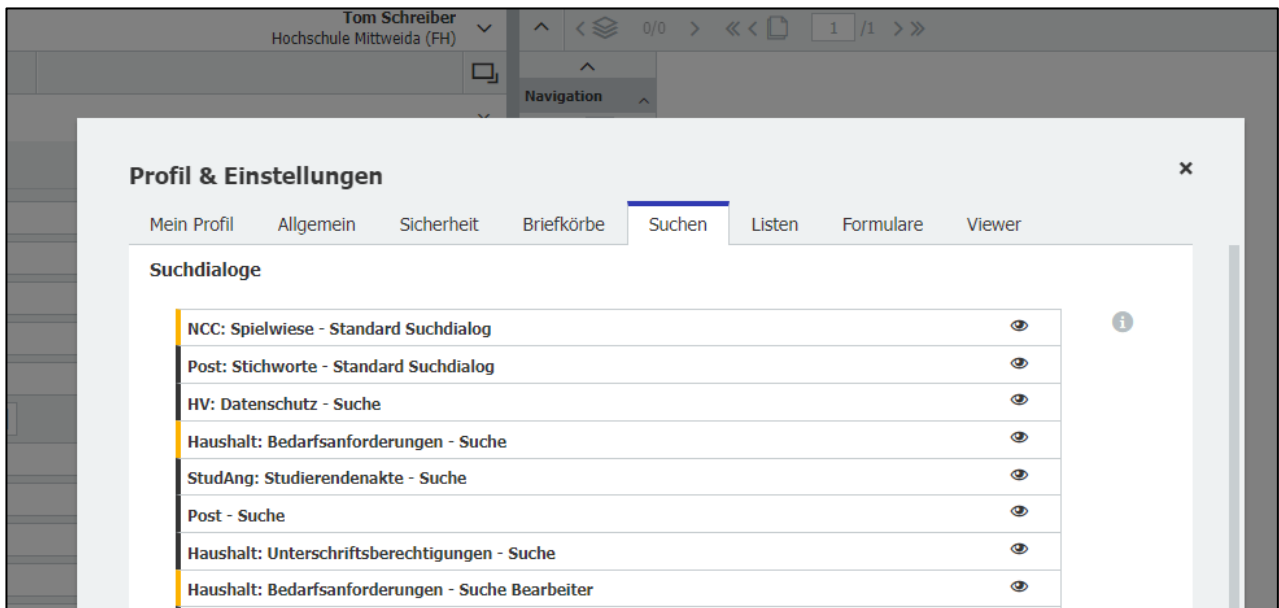 Tom Schreiber
Hochschule Mittweida (FH)
0/0
1 /1
Navigation
Profil & Einstellungen
Mein Profil Allgemein Sicherheit Briefkörbe Suchen Listen Formulare Viewer
Suchdialoge
NCC: Spielwiese - Standard Suchdialog
Post: Stichworte - Standard Suchdialog
HV: Datenschutz - Suche
Haushalt: Bedarfsanforderungen - Suche
StudAng: Studierendenakte - Suche
Post - Suche
Haushalt: Unterschriftsberechtigungen - Suche
Haushalt: Bedarfsanforderungen - Suche Bearbeiter